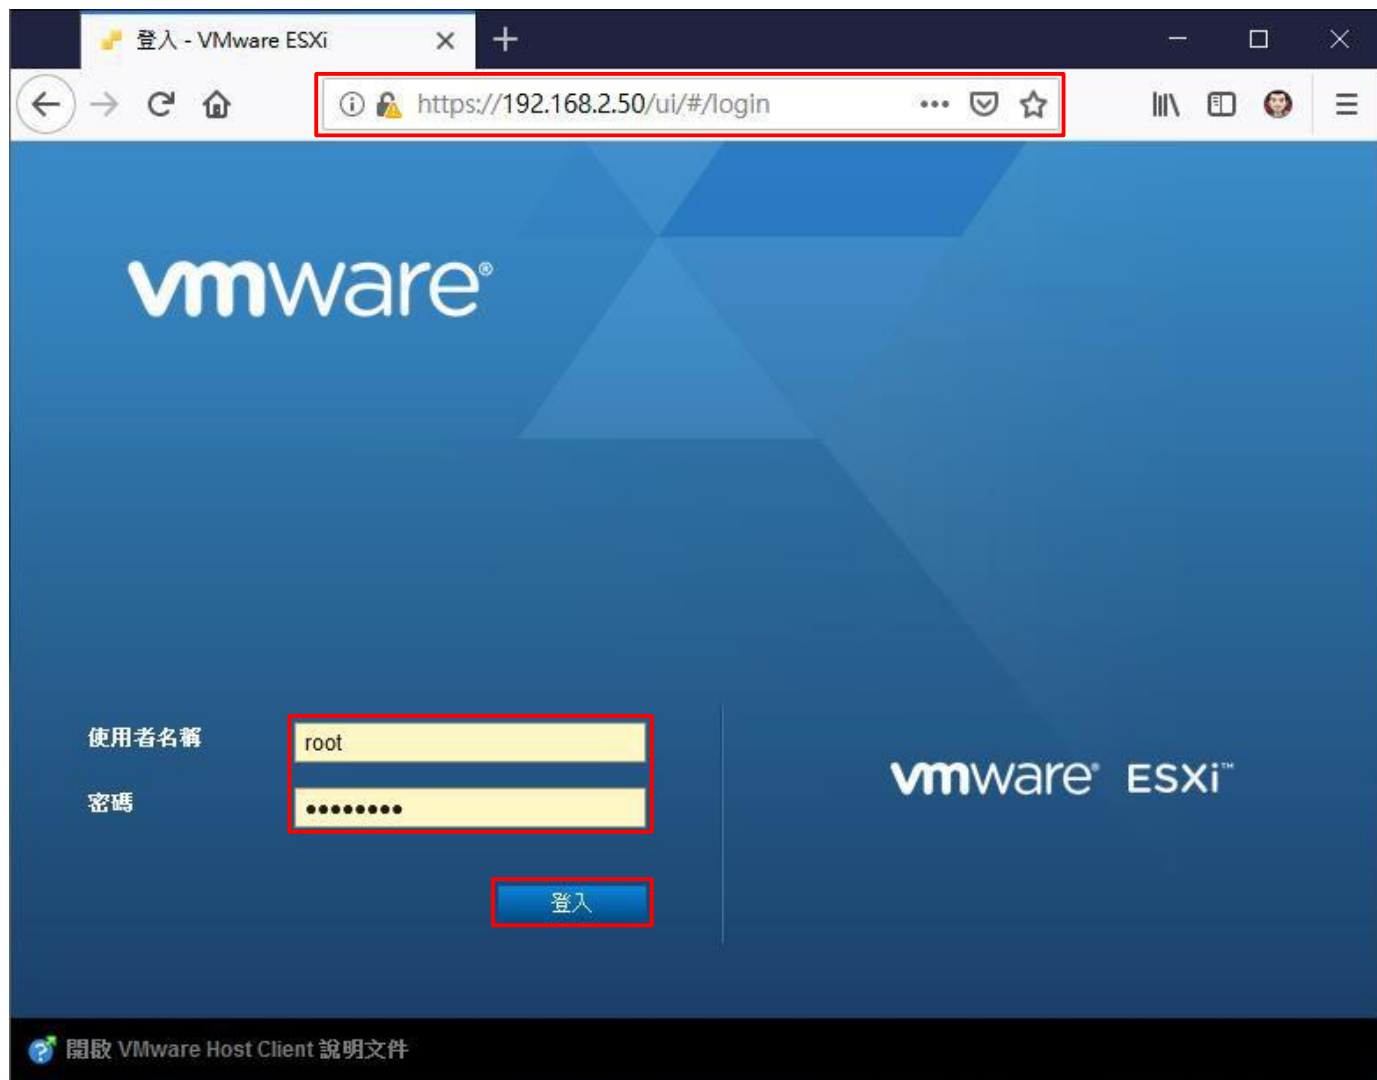 登入 - VMware ESXi
https://192.168.2.50/ui/#/login
vmware®
使用者名稱
root
密碼
••••••••
vmware® ESXi™
登入
開啟 VMware Host Client 說明文件